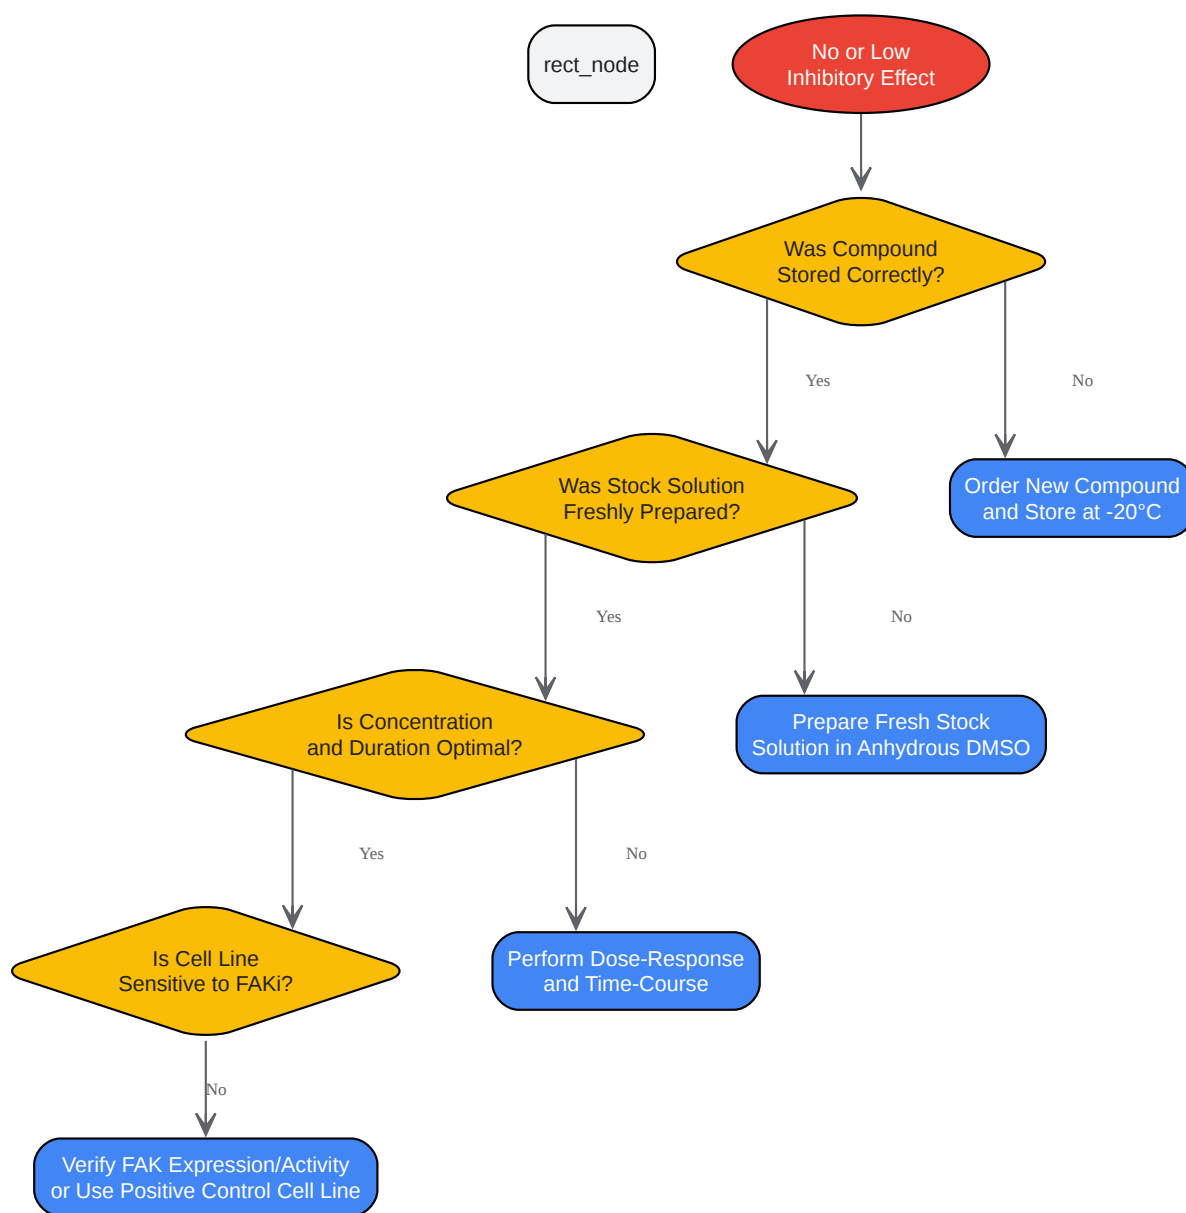 rect_node
No or Low
Inhibitory Effect
Was Compound
Stored Correctly?
Yes
No
Was Stock Solution
Freshly Prepared?
Order New Compound
and Store at -20°C
Yes
No
Is Concentration
and Duration Optimal?
Prepare Fresh Stock
Solution in Anhydrous DMSO
Yes
No
Is Cell Line
Sensitive to FAKi?
Perform Dose-Response
and Time-Course
No
Verify FAK Expression/Activity
or Use Positive Control Cell Line